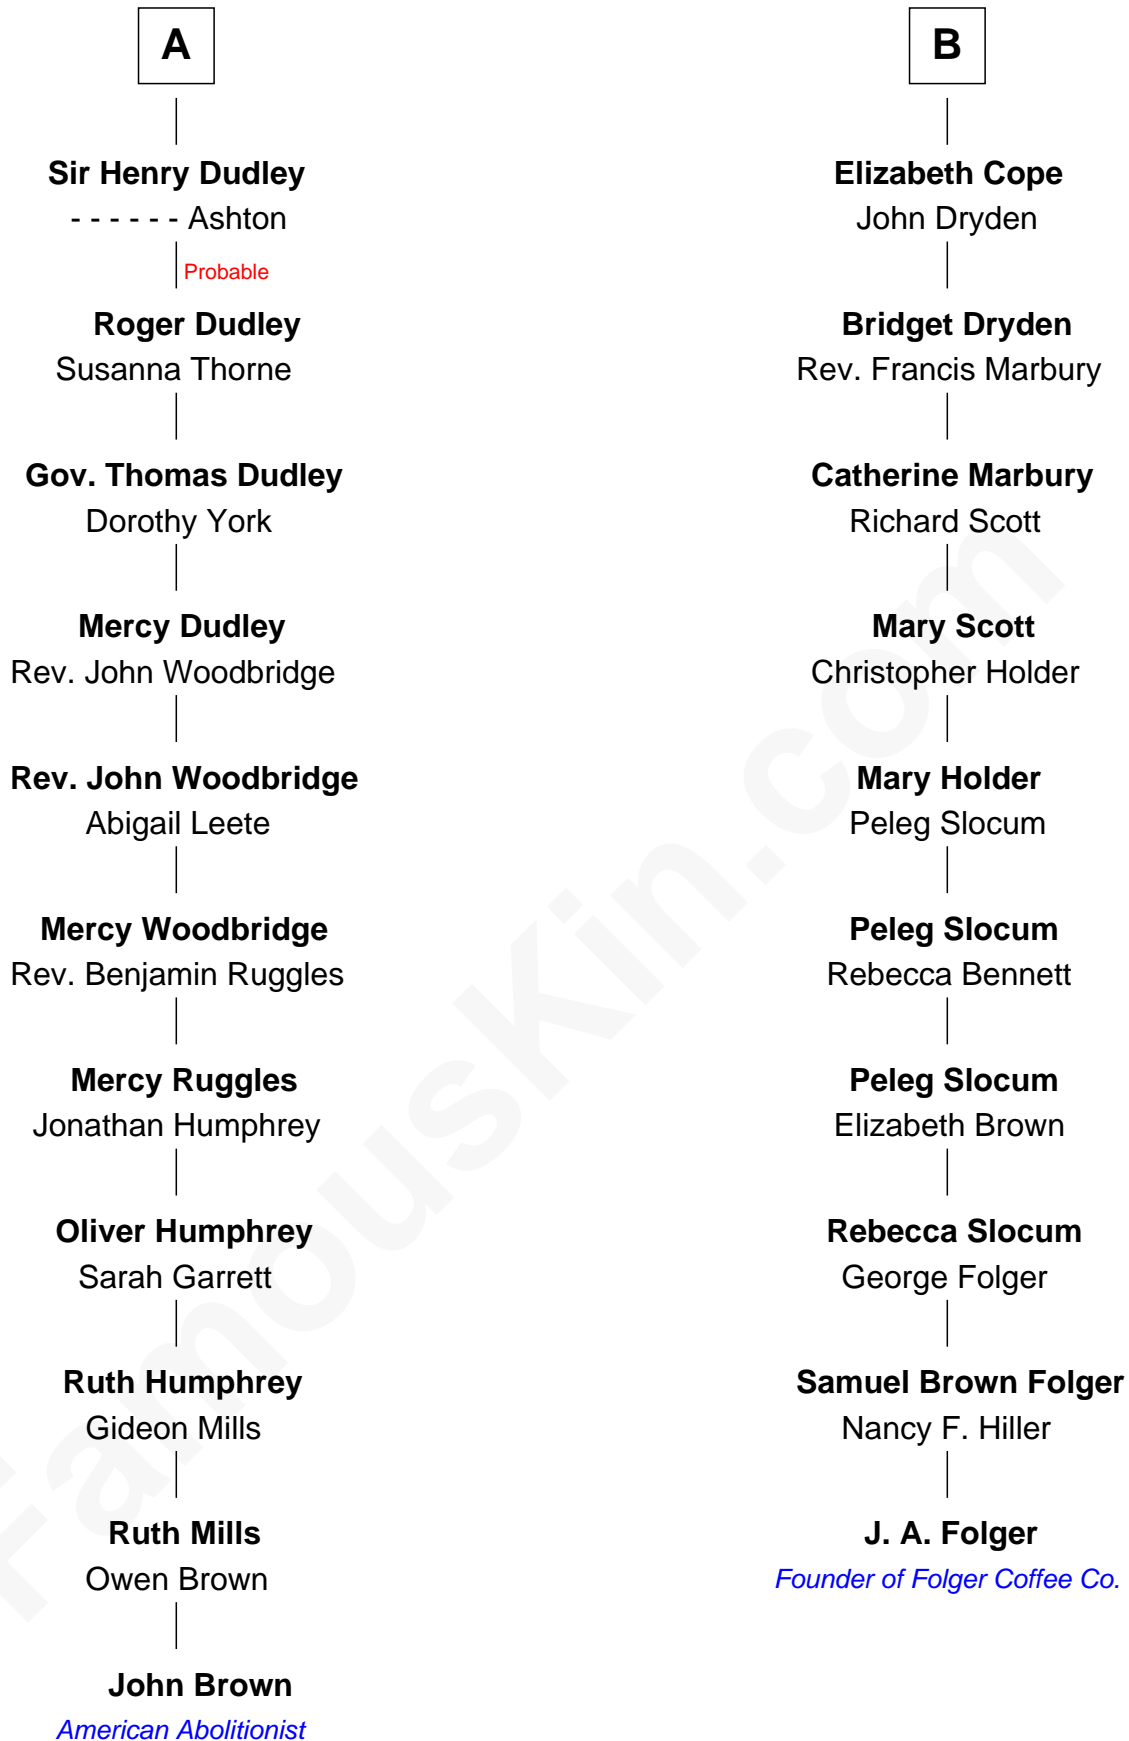 A
Sir Henry Dudley
- - - - - - Ashton
Probable
Roger Dudley
Susanna Thorne
Gov. Thomas Dudley
Dorothy York
Mercy Dudley
Rev. John Woodbridge
Rev. John Woodbridge
Abigail Leete
Mercy Woodbridge
Rev. Benjamin Ruggles
Mercy Ruggles
Jonathan Humphrey
Oliver Humphrey
Sarah Garrett
Ruth Humphrey
Gideon Mills
Ruth Mills
Owen Brown
John Brown
American Abolitionist
B
Elizabeth Cope
John Dryden
Bridget Dryden
Rev. Francis Marbury
Catherine Marbury
Richard Scott
Mary Scott
Christopher Holder
Mary Holder
Peleg Slocum
Peleg Slocum
Rebecca Bennett
Peleg Slocum
Elizabeth Brown
Rebecca Slocum
George Folger
Samuel Brown Folger
Nancy F. Hiller
J. A. Folger
Founder of Folger Coffee Co.
FamousKin.com